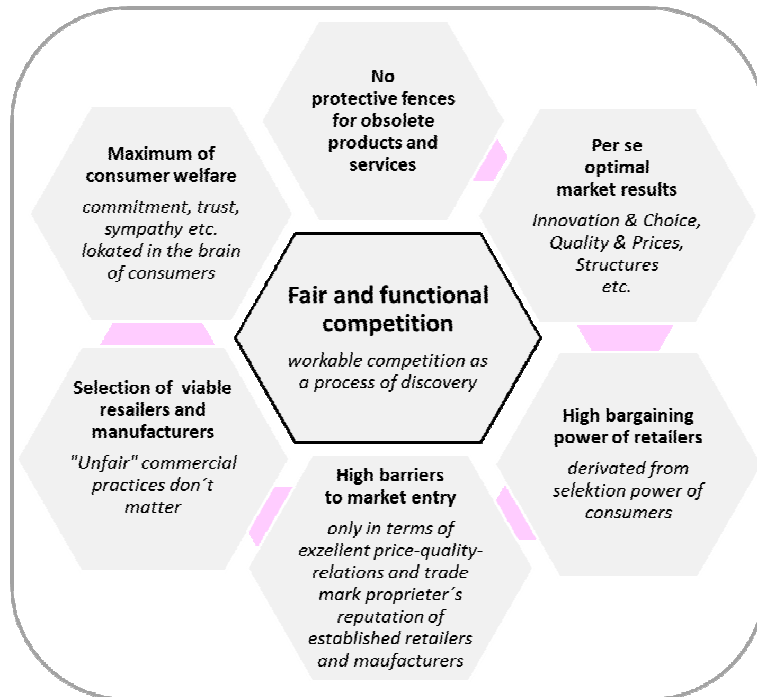 No
protective fences
for obsolete
products and
services
Per se
optimal
market results
Innovation & Choice,
Quality & Prices,
Structures
etc.
High bargaining
power of retailers
derivated from
selektion power of
consumers
High barriers
to market entry
only in terms of
exzellent price-quality-
relations and trade
mark proprieter´s
reputation of
established retailers
and maufacturers
Selection of viable
resailers and
manufacturers
"Unfair" commercial
practices don´t
matter
Maximum of
consumer welfare
commitment, trust,
sympathy etc.
lokated in the brain
of consumers
Fair and functional
competition
workable competition as
a process of discovery